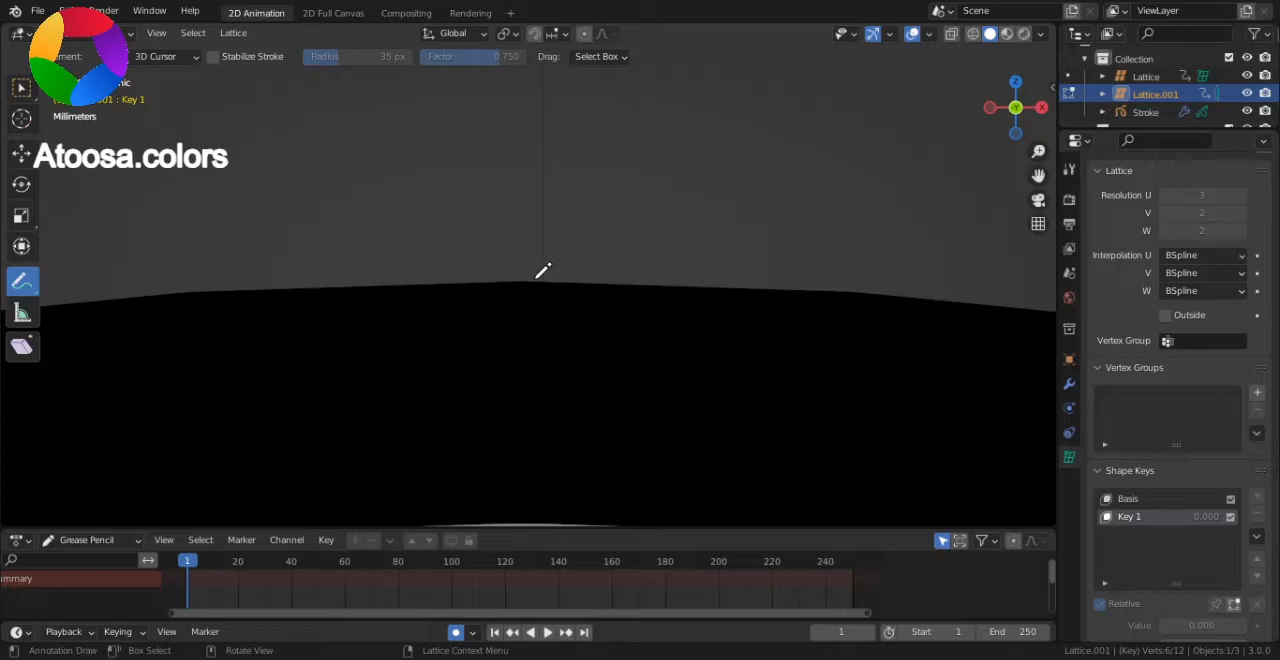 File
Render
Window
Help
2D Animation
2D Full Canvas
Compositing
Rendering
Scene
ViewLayer
View
Select
Lattice
Global
3D Cursor
Stabilize Stroke
Radius 35 px
Factor 0.750
Drag:
Select Box
: Key 1
Millimeters
Atoosa.colors
Z
X
Y
Collection
Lattice
Lattice.001
Stroke
Lattice
Resolution U 3
V 2
W 2
Interpolation U BSpline
V BSpline
W BSpline
Outside
Vertex Group
Vertex Groups
Shape Keys
Basis
Key 1 0.000
Relative
Value 0.000
Grease Pencil
View
Select
Marker
Channel
Key
1 20 40 60 80 100 120 140 160 180 200 220 240
mmary
Playback
Keying
View
Marker
1
Start 1
End 250
Annotation Draw
Box Select
Rotate View
Lattice Context Menu
Lattice.001 | (Key) Verts:6/12 | Objects:1/3 | 3.0.0